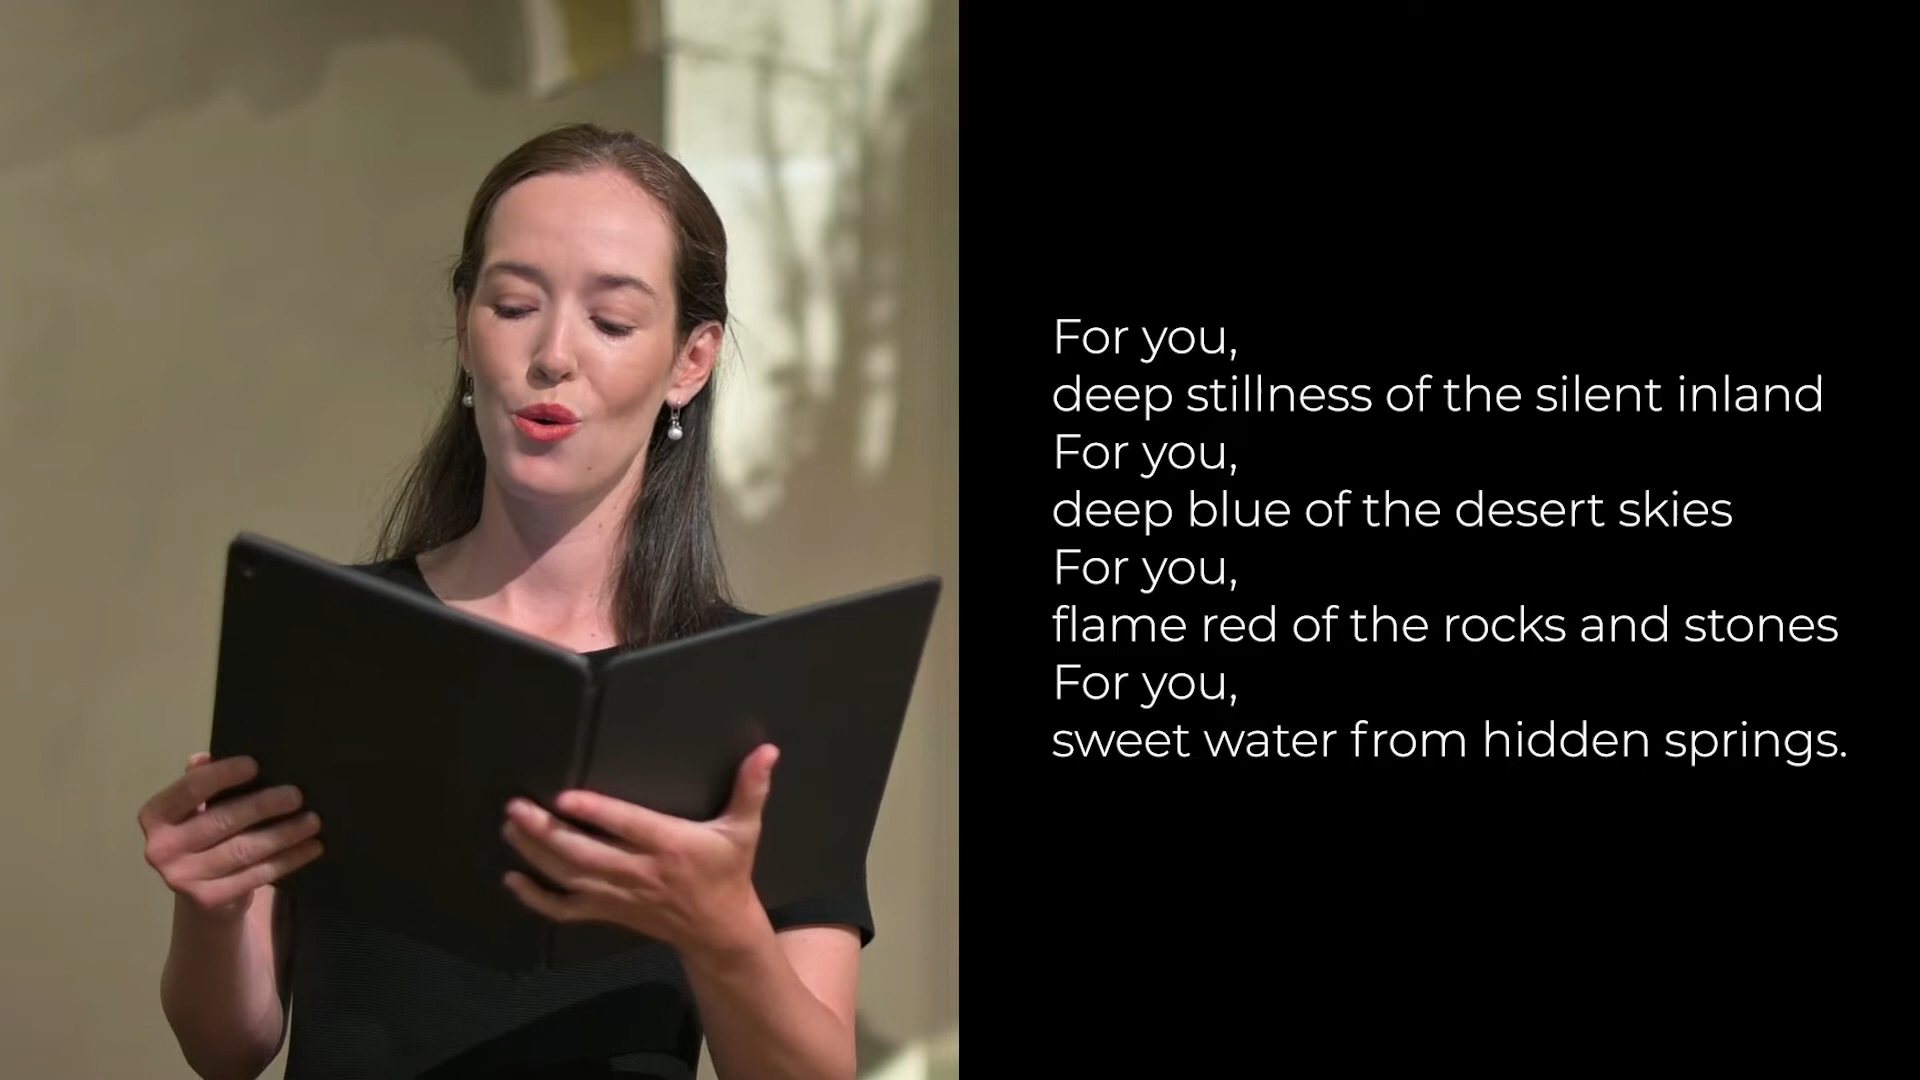 For you,
deep stillness of the silent inland
For you,
deep blue of the desert skies
For you,
flame red of the rocks and stones
For you,
sweet water from hidden springs.